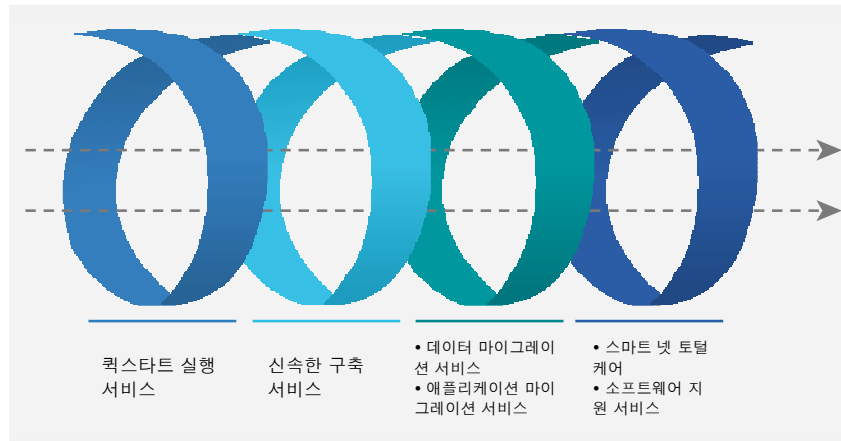 퀵스타트 실행
서비스
신속한 구축
서비스
• 데이터 마이그레이
션 서비스
• 애플리케이션 마이
그레이션 서비스
• 스마트 넷 토털
케어
• 소프트웨어 지
원 서비스